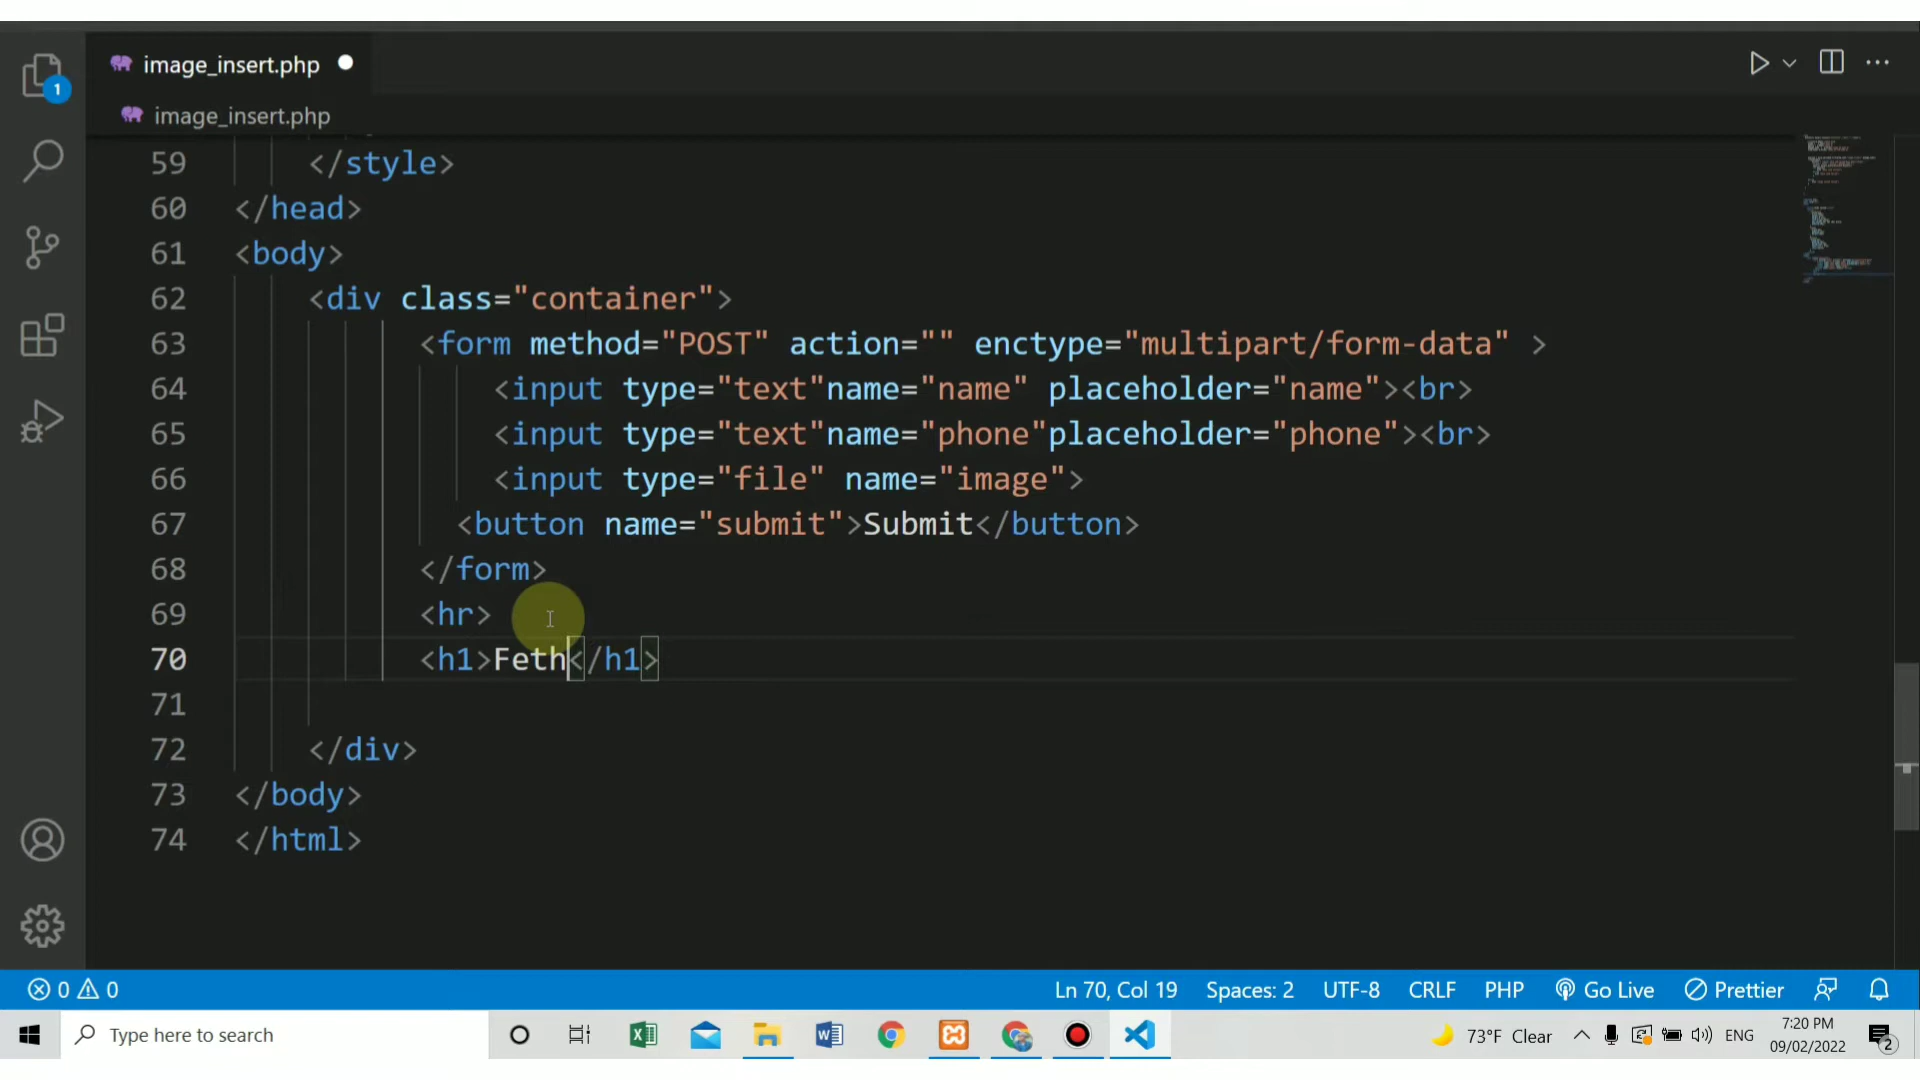 image_insert.php
image_insert.php
1
59 </style>
60 </head>
61 <body>
62 <div class="container">
63 <form method="POST" action="" enctype="multipart/form-data" >
64 <input type="text"name="name" placeholder="name"><br>
65 <input type="text"name="phone"placeholder="phone"><br>
66 <input type="file" name="image">
67 <button name="submit">Submit</button>
68 </form>
69 <hr>
70 <h1>Feth</h1>
71
72 </div>
73 </body>
74 </html>
0 0 Ln 70, Col 19 Spaces: 2 UTF-8 CRLF PHP Go Live Prettier
Type here to search 73°F Clear ENG 7:20 PM
09/02/2022 2